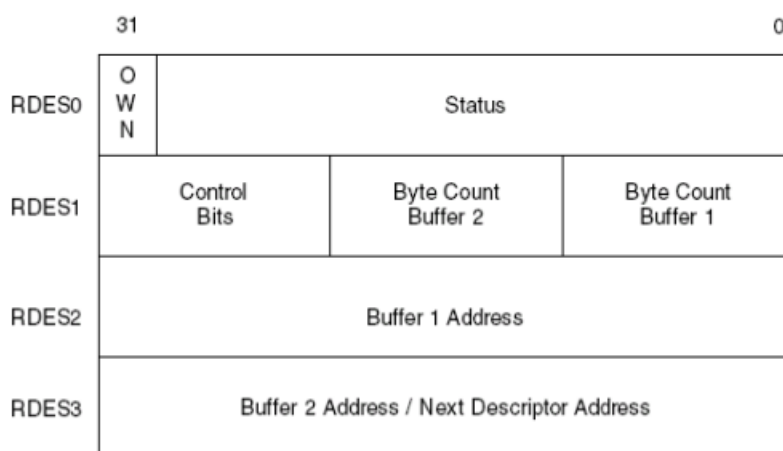 31 0
RDES0
O
W
N
Status
RDES1
Control
Bits
Byte Count
Buffer 2
Byte Count
Buffer 1
RDES2
Buffer 1 Address
RDES3
Buffer 2 Address / Next Descriptor Address